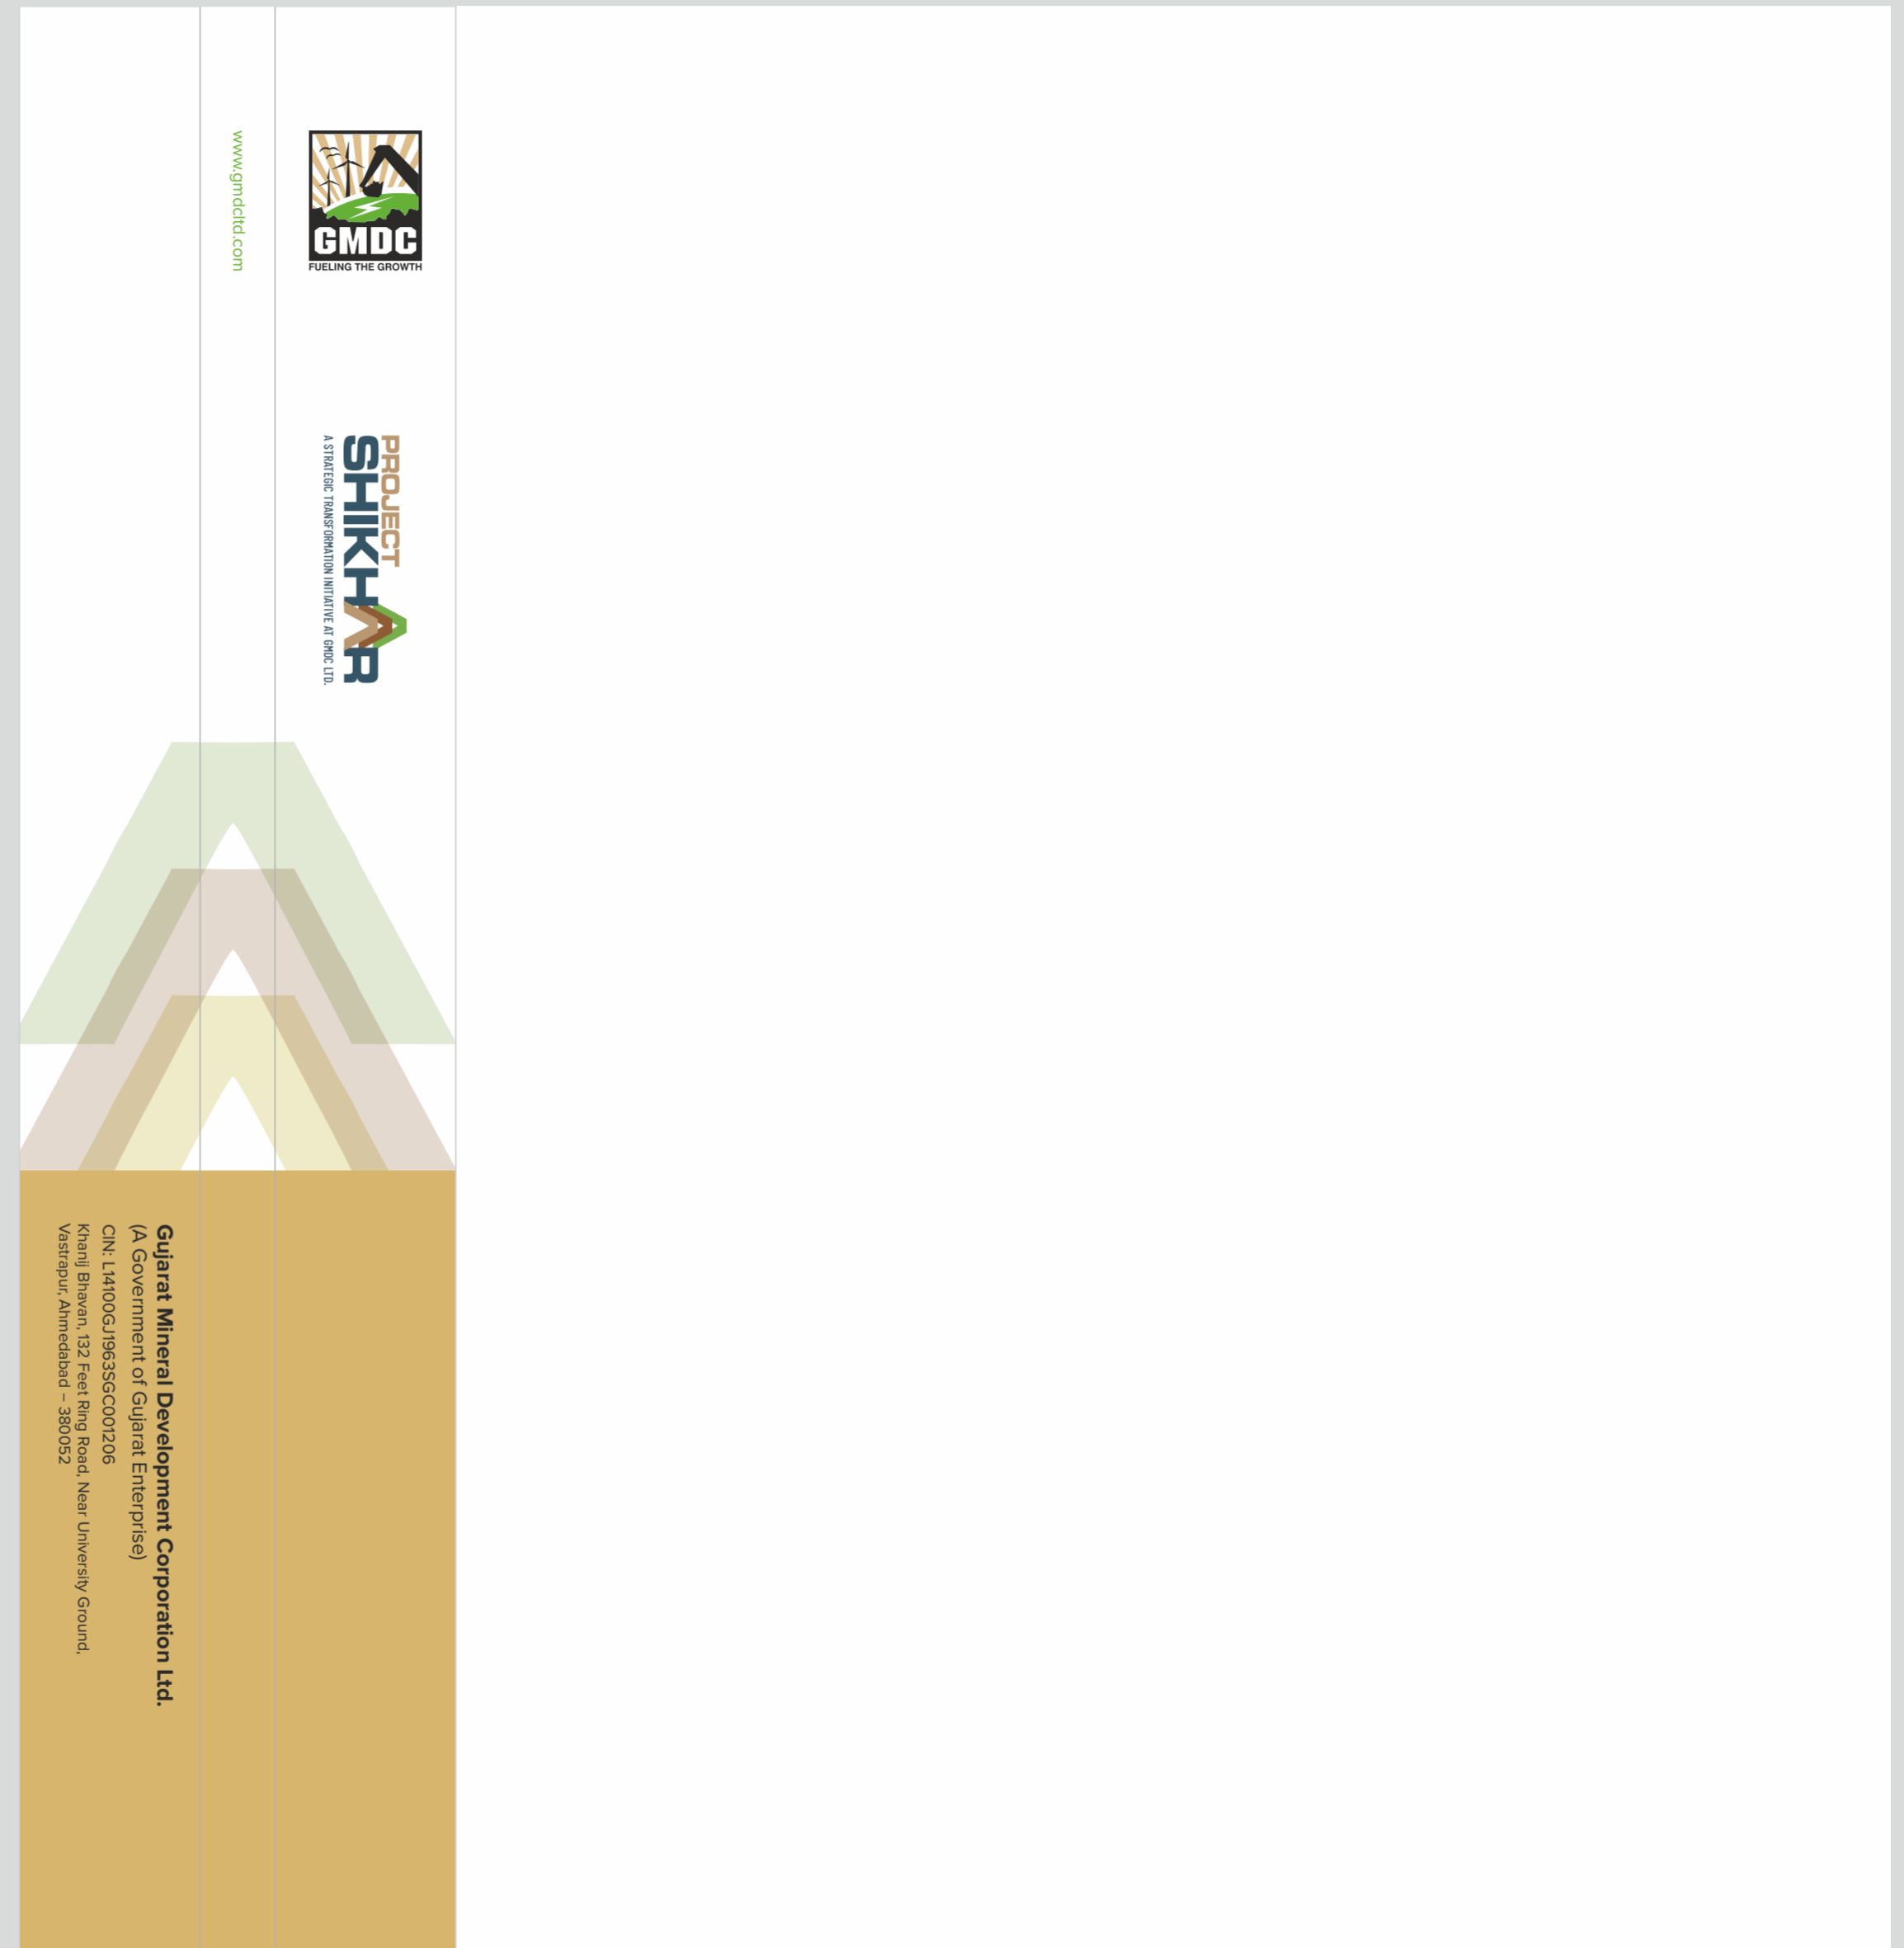 GMDC
FUELING THE GROWTH
www.gmdcltd.com
PROJECT
SHIKHAR
A STRATEGIC TRANSFORMATION INITIATIVE AT GMDC LTD.
Gujarat Mineral Development Corporation Ltd.
(A Government of Gujarat Enterprise)
CIN: L14100GJ1963SGC001206
Khanij Bhavan, 132 Feet Ring Road, Near University Ground,
Vastrapur, Ahmedabad – 380052